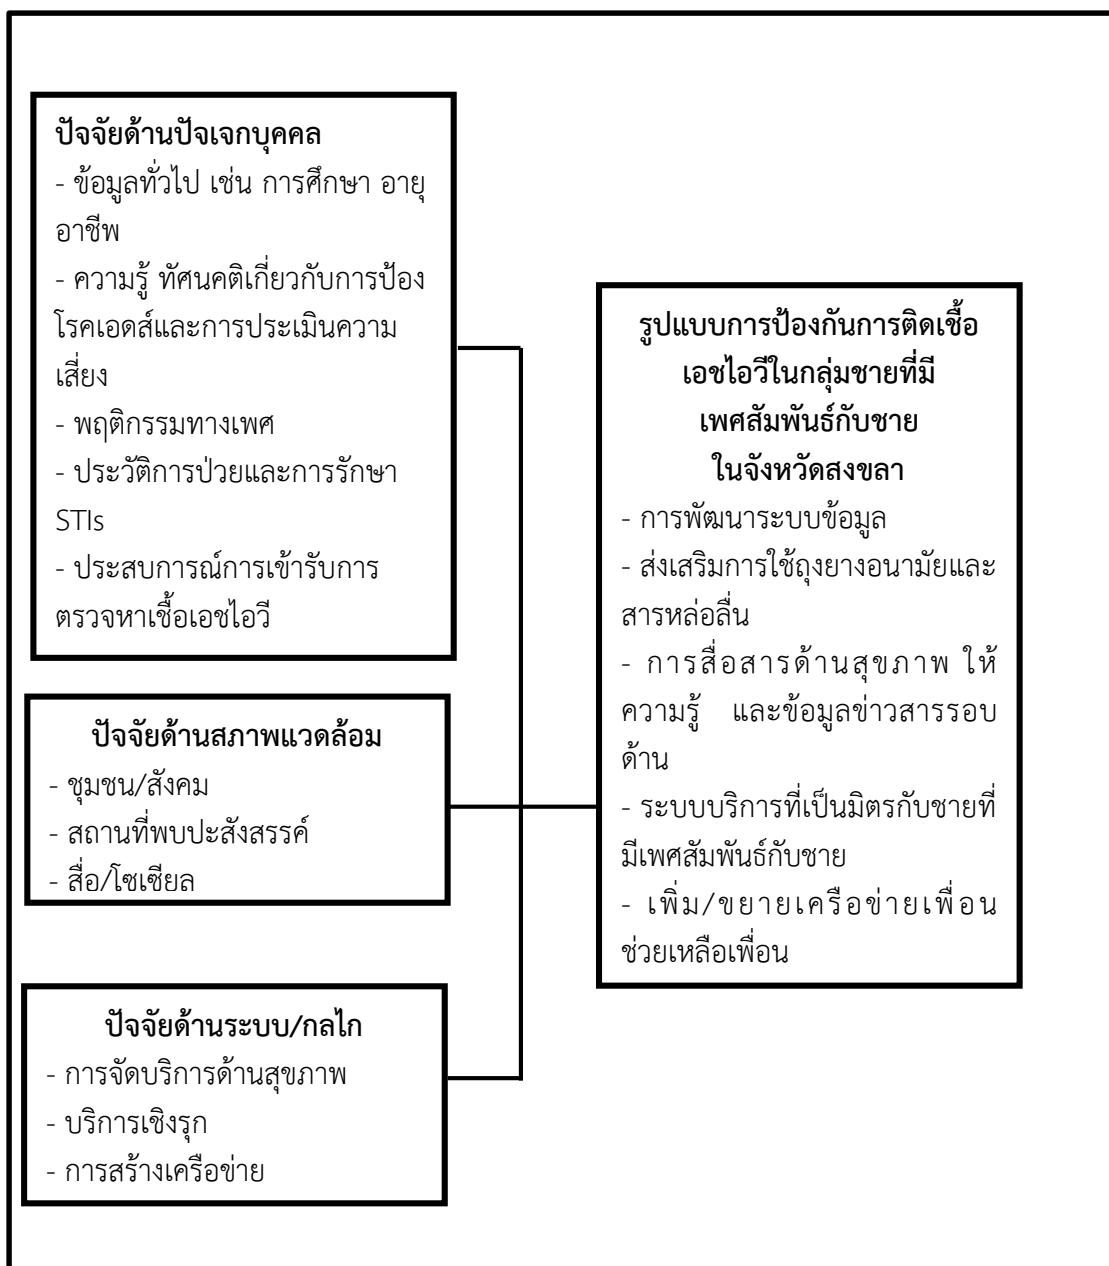 ปัจจัยด้านปัจเจกบุคคล
- ข้อมูลทั่วไป เช่น การศึกษา อายุ
อาชีพ
- ความรู้ ทัศนคติเกี่ยวกับการป้อง
โรคเอดส์และการประเมินความ
เสี่ยง
- พฤติกรรมทางเพศ
- ประวัติการป่วยและการรักษา
STIs
- ประสบการณ์การเข้ารับการ
ตรวจหาเชื้อเอชไอวี
ปัจจัยด้านสภาพแวดล้อม
- ชุมชน/สังคม
- สถานที่พบปะสังสรรค์
- สื่อ/โซเซียล
ปัจจัยด้านระบบ/กลไก
- การจัดบริการด้านสุขภาพ
- บริการเชิงรุก
- การสร้างเครือข่าย
รูปแบบการป้องกันการติดเชื้อ
เอชไอวีในกลุ่มชายที่มี
เพศสัมพันธ์กับชาย
ในจังหวัดสงขลา
- การพัฒนาระบบข้อมูล
- ส่งเสริมการใช้ถุงยางอนามัยและ
สารหล่อลื่น
- การสื่อสารด้านสุขภาพ ให้
ความรู้ และข้อมูลข่าวสารรอบ
ด้าน
- ระบบบริการที่เป็นมิตรกับชายที่
มีเพศสัมพันธ์กับชาย
- เพิ่ม/ขยายเครือข่ายเพื่อน
ช่วยเหลือเพื่อน